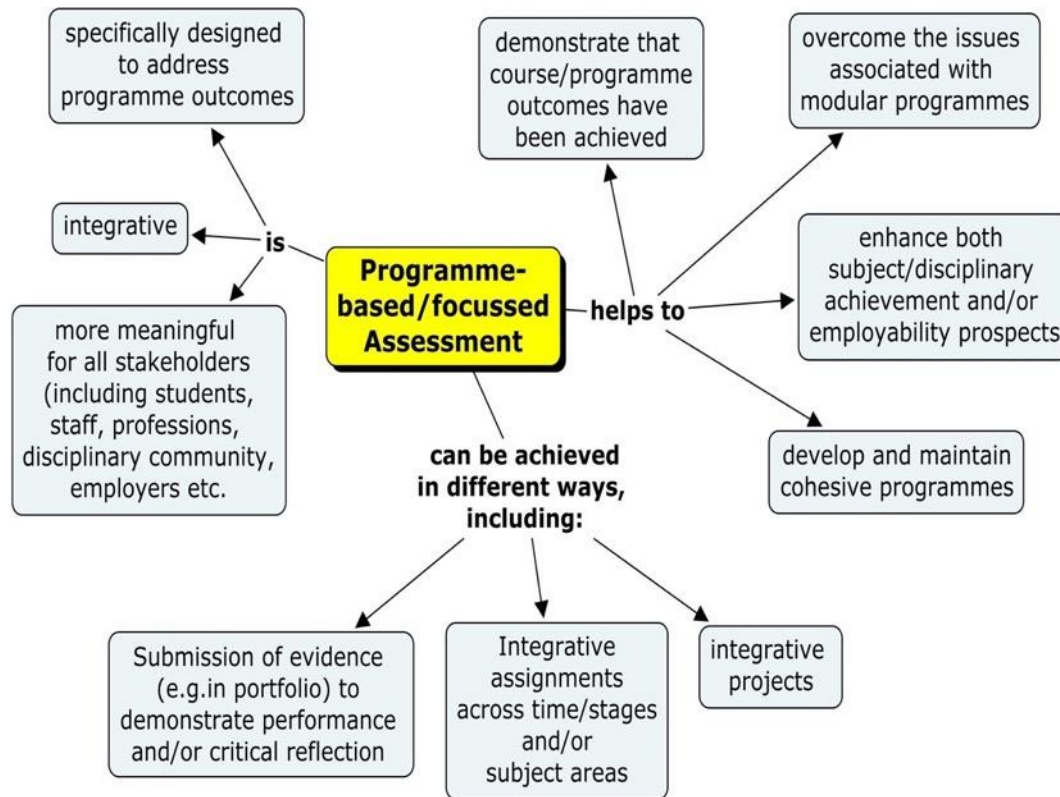 specifically designed
to address
programme outcomes
integrative
is
more meaningful
for all stakeholders
(including students,
staff, professions,
disciplinary community,
employers etc.
Programme-
based/focussed
Assessment
helps to
demonstrate that
course/programme
outcomes have
been achieved
overcome the issues
associated with
modular programmes
enhance both
subject/disciplinary
achievement and/or
employability prospects
develop and maintain
cohesive programmes
can be achieved
in different ways,
including:
Submission of evidence
(e.g.in portfolio) to
demonstrate performance
and/or critical reflection
Integrative
assignments
across time/stages
and/or
subject areas
integrative
projects